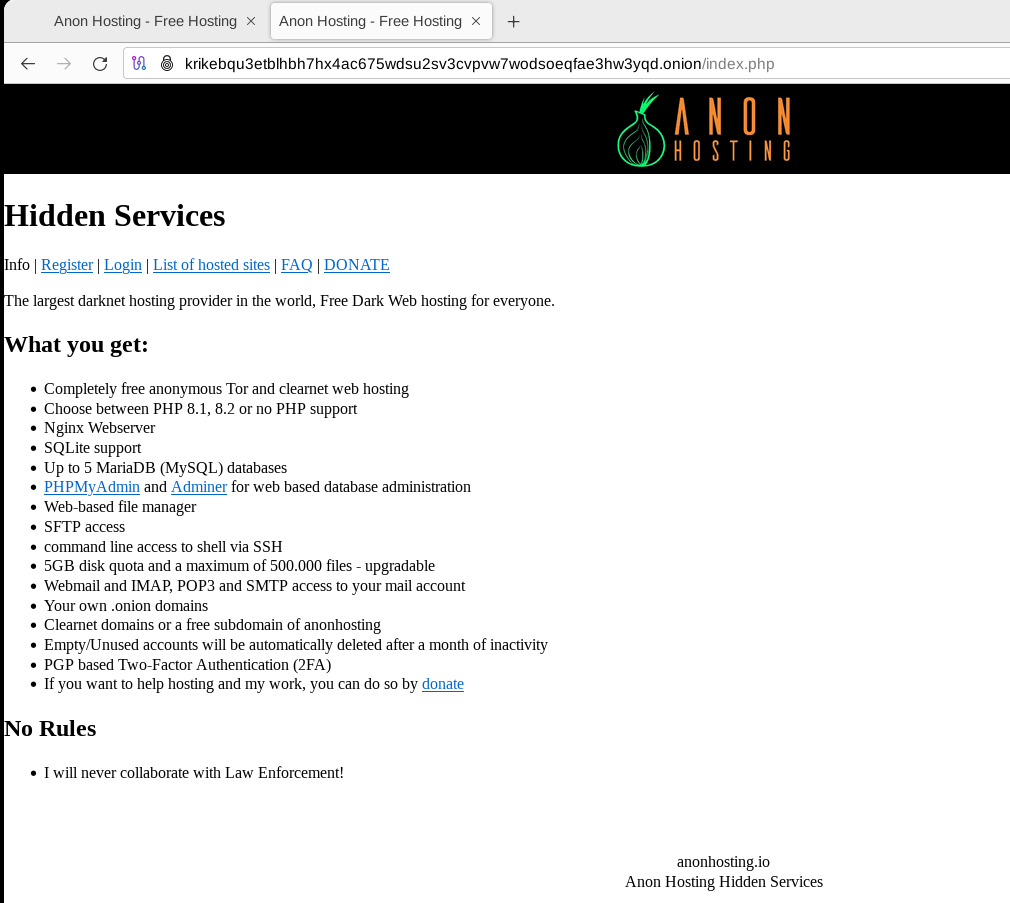 Anon Hosting - Free Hosting
Anon Hosting - Free Hosting
krikebqu3etblhbh7hx4ac675wdsu2sv3cvpvw7wodsoeqfae3hw3yqd.onion/index.php
ANON
HOSTING
Hidden Services
Info | Register | Login | List of hosted sites | FAQ | DONATE
The largest darknet hosting provider in the world, Free Dark Web hosting for everyone.
What you get:
Completely free anonymous Tor and clearnet web hosting
Choose between PHP 8.1, 8.2 or no PHP support
Nginx Webserver
SQLite support
Up to 5 MariaDB (MySQL) databases
PHPMyAdmin and Adminer for web based database administration
Web-based file manager
SFTP access
command line access to shell via SSH
5GB disk quota and a maximum of 500.000 files - upgradable
Webmail and IMAP, POP3 and SMTP access to your mail account
Your own .onion domains
Clearnet domains or a free subdomain of anonhosting
Empty/Unused accounts will be automatically deleted after a month of inactivity
PGP based Two-Factor Authentication (2FA)
If you want to help hosting and my work, you can do so by donate
No Rules
I will never collaborate with Law Enforcement!
anonhosting.io
Anon Hosting Hidden Services